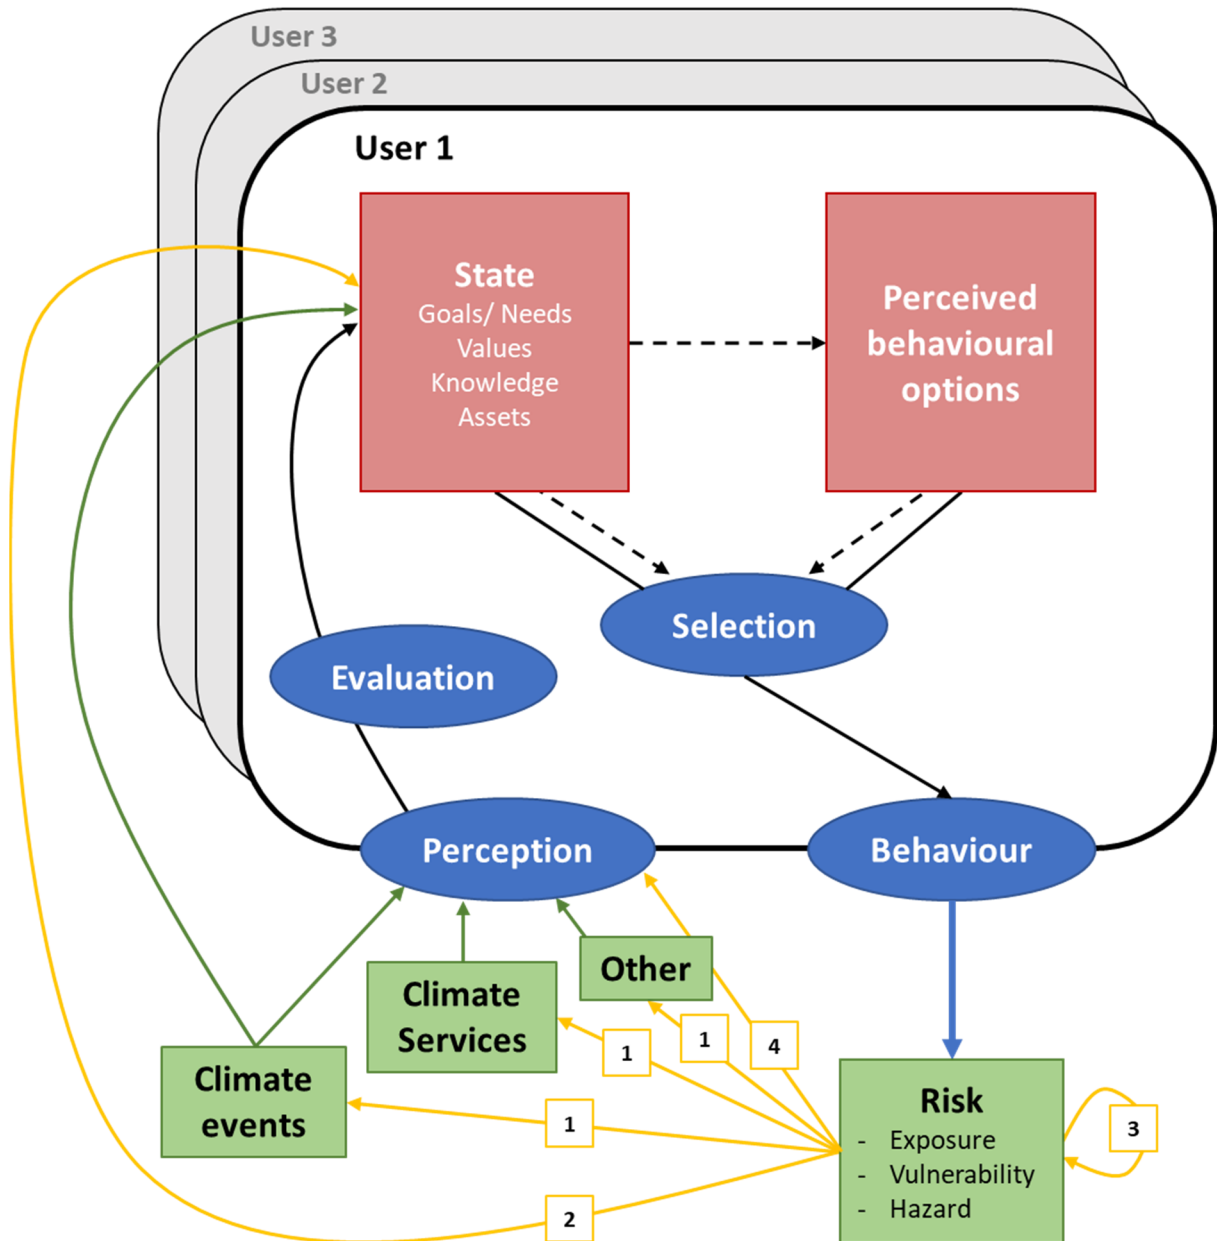 User 3
User 2
User 1
State
Goals/ Needs
Values
Knowledge
Assets
Perceived
behavioural
options
Selection
Evaluation
Perception
Behaviour
Other
Climate
Services
Climate
events
1
1
4
1
2
Risk
- Exposure
- Vulnerability
- Hazard
3